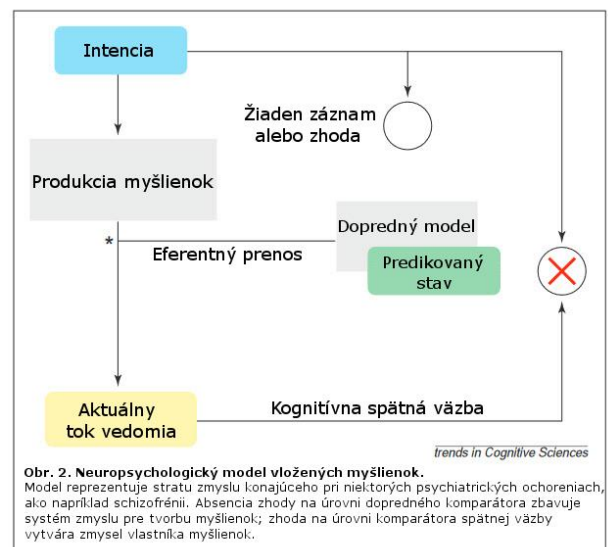 Intencia
Žiaden záznam
alebo zhoda
Produkcia myšlienok
Dopredný model
*
Eferentný prenos
Predikovaný
stav
Aktuálny
tok vedomia
Kognitívna spätná väzba
trends in Cognitive Sciences
Obr. 2. Neuropsychologický model vložených myšlienok.
Model reprezentuje stratu zmyslu konajúceho pri niektorých psychiatrických ochoreniach,
ako napríklad schizofrénii. Absencia zhody na úrovni dopredného komparátora zbavuje
systém zmyslu pre tvorbu myšlienok; zhoda na úrovni komparátora spätnej väzby
vytvára zmysel vlastníka myšlienok.